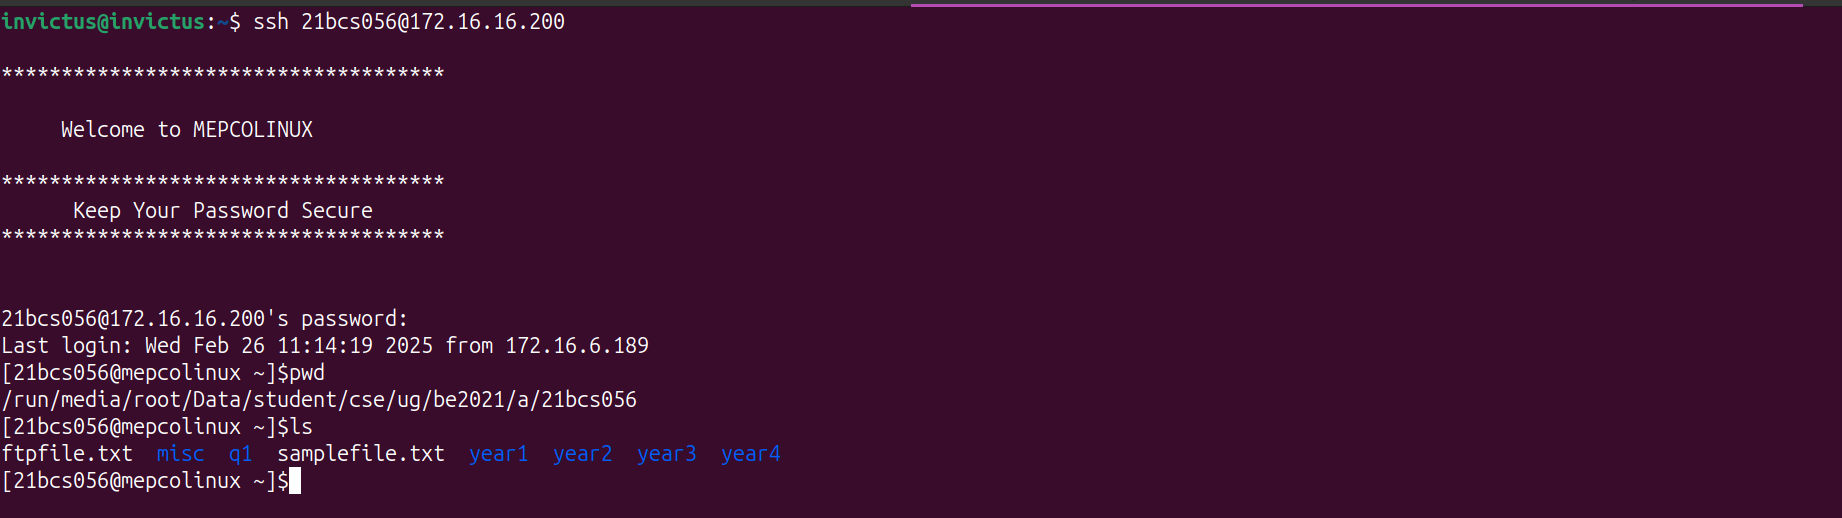 invictus@invictus:~$ ssh 21bcs056@172.16.16.200
*************************************
Welcome to MEPCOLINUX
*************************************
Keep Your Password Secure
*************************************
21bcs056@172.16.16.200's password:
Last login: Wed Feb 26 11:14:19 2025 from 172.16.6.189
[21bcs056@mepcolinux ~]$pwd
/run/media/root/Data/student/cse/ug/be2021/a/21bcs056
[21bcs056@mepcolinux ~]$ls
ftpfile.txt  misc  q1  samplefile.txt  year1  year2  year3  year4
[21bcs056@mepcolinux ~]$